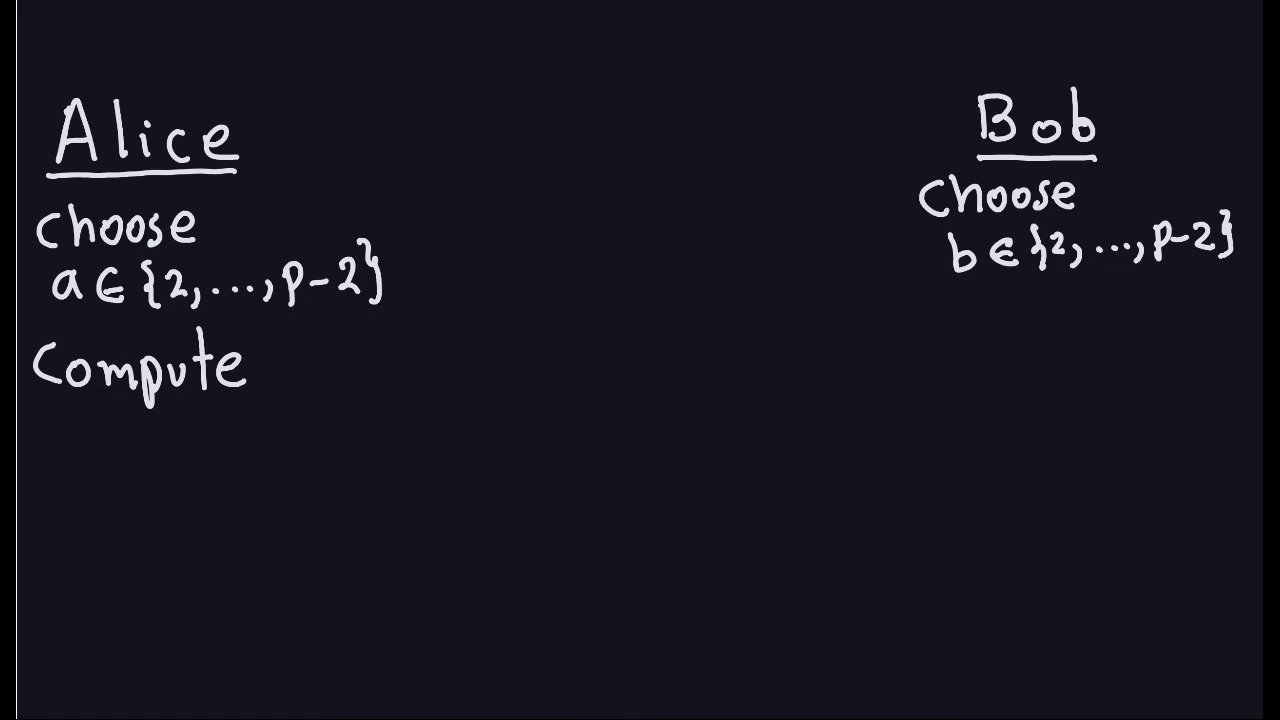 Alice
choose
a ∈ {2, ..., p-2}
Compute
Bob
choose
b ∈ {2, ..., p-2}